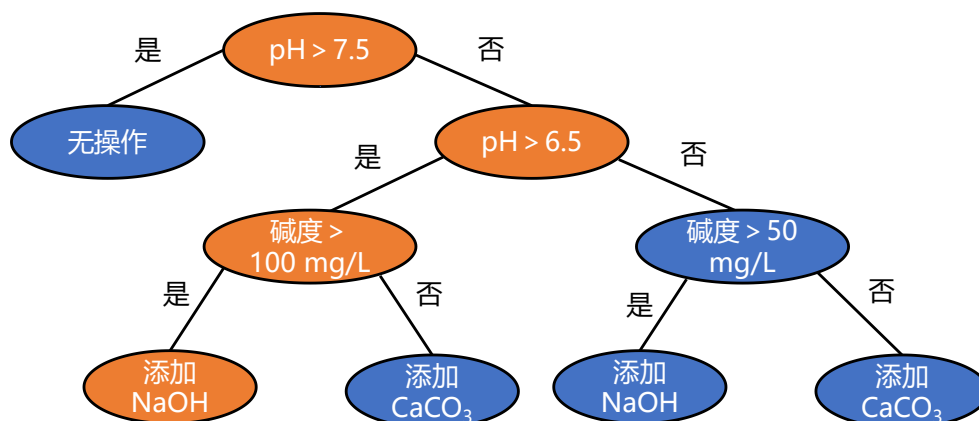 是
pH > 7.5
否
无操作
pH > 6.5
是
否
碱度 >
100 mg/L
碱度 > 50
mg/L
是
否
是
否
添加
NaOH
添加
CaCO₃
添加
NaOH
添加
CaCO₃